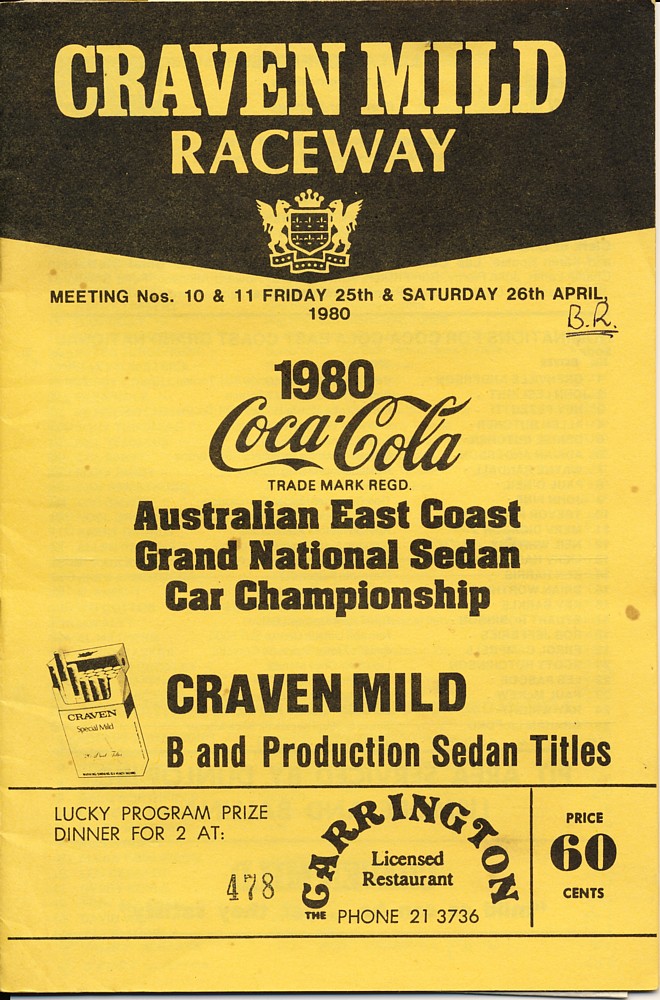 CRAVEN MILD
RACEWAY
MEETING Nos. 10 & 11 FRIDAY 25th & SATURDAY 26th APRIL,
1980
B.R.
1980
Coca-Cola
TRADE MARK REGD.
Australian East Coast
Grand National Sedan
Car Championship
CRAVEN
Special Mild
CRAVEN MILD
B and Production Sedan Titles
LUCKY PROGRAM PRIZE
DINNER FOR 2 AT:
478
THE CARRINGTON
Licensed
Restaurant
PHONE 21 3736
PRICE
60
CENTS